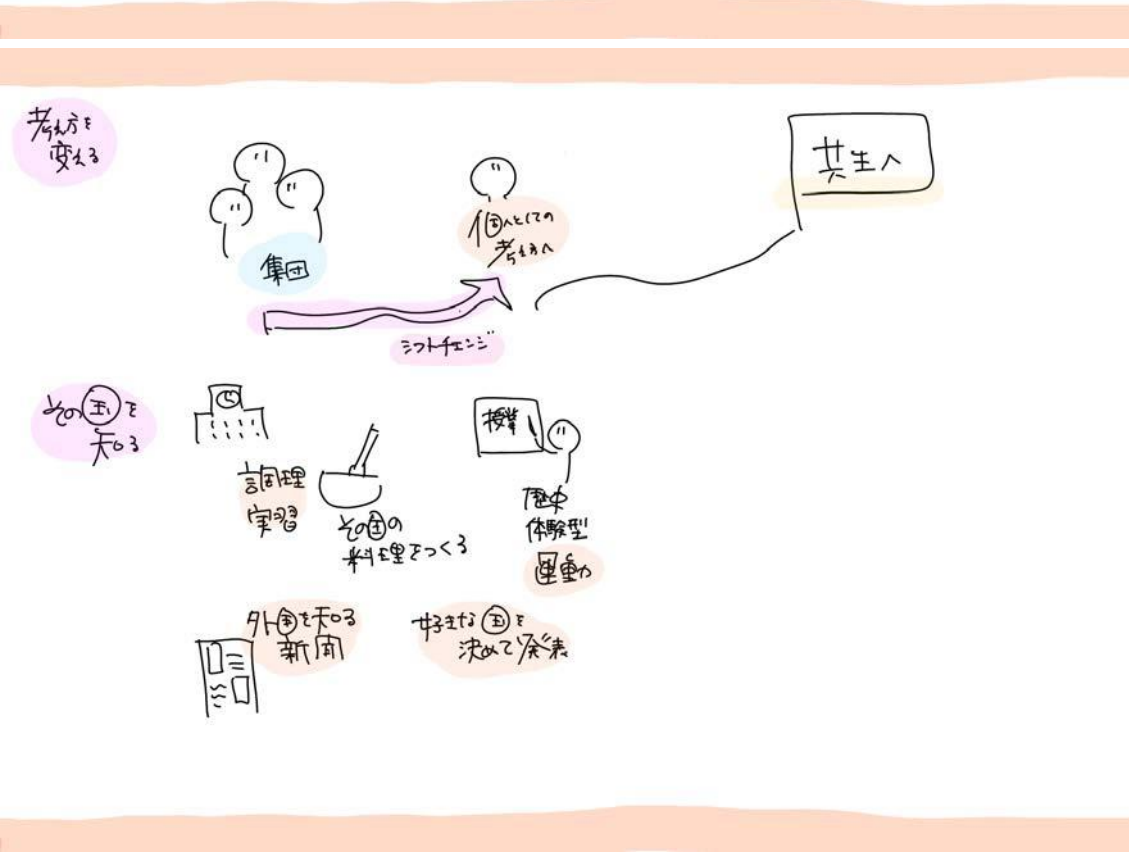 考え方を
変える
集団
個人としての
考え方へ
シフトチェンジ
共生へ
その国を
知る
調理
実習
その国の
料理をつくる
授業
歴史
体験型
運動
外国を知る
新聞
好きな国を
決めて発表